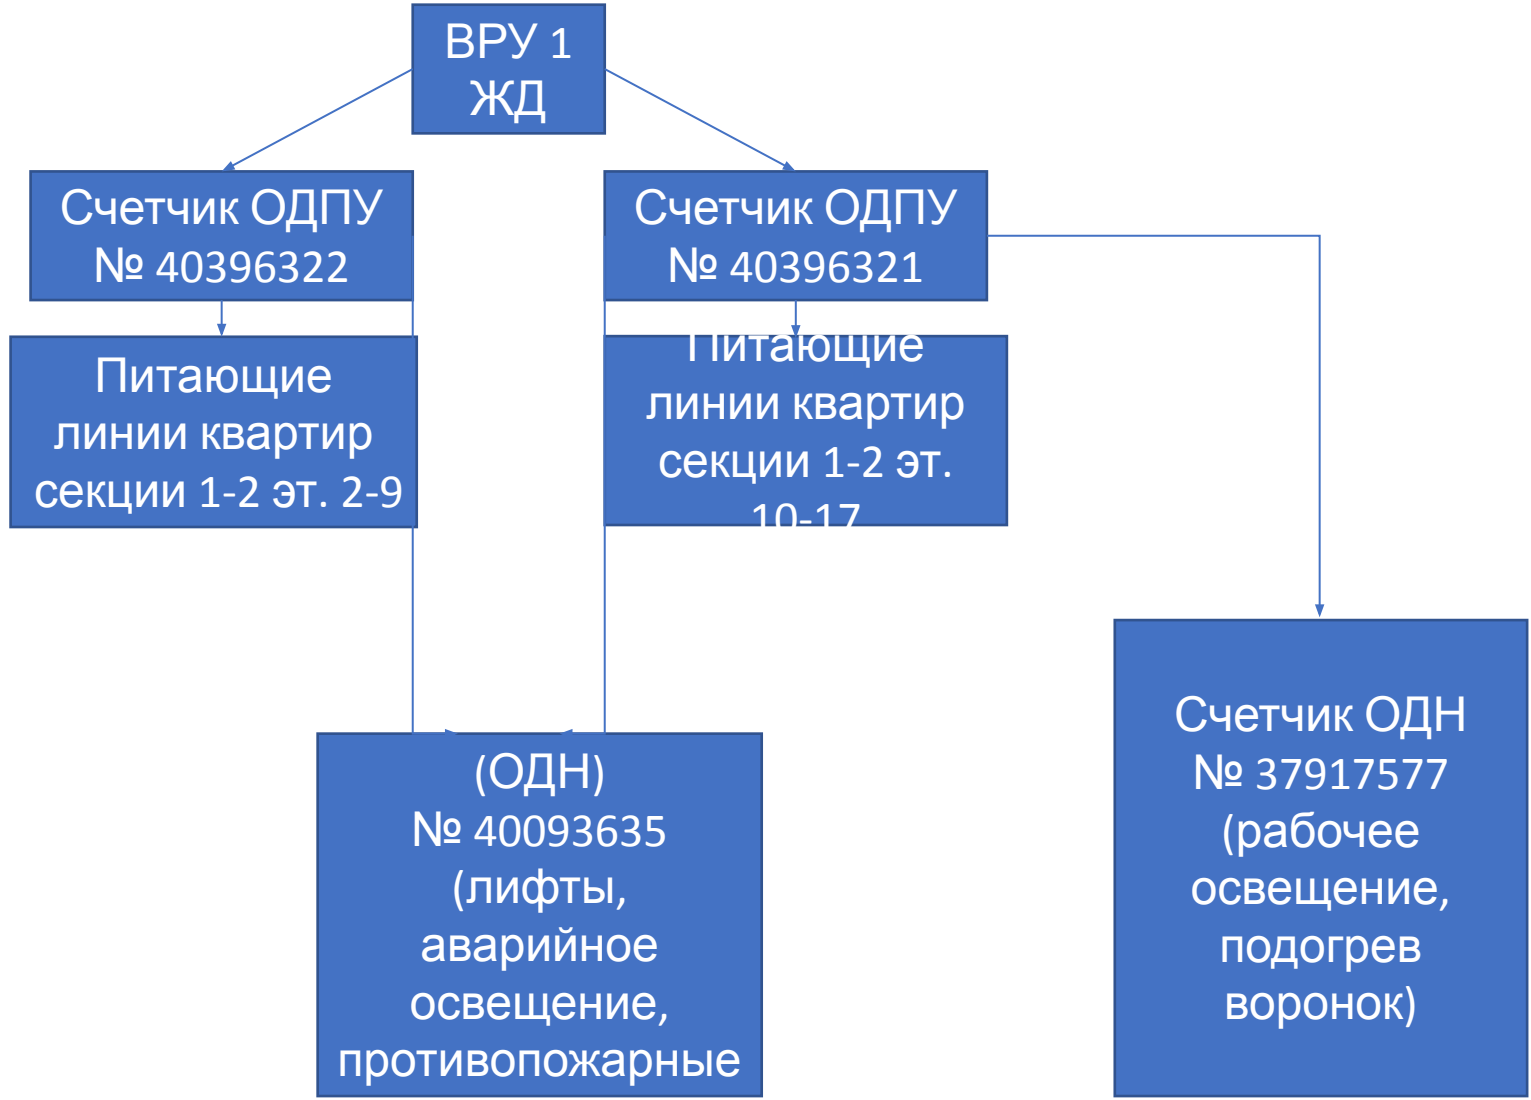 ВРУ 1
ЖД
Счетчик ОДПУ
№ 40396322
Счетчик ОДПУ
№ 40396321
Питающие
линии квартир
секции 1-2 эт. 2-9
Питающие
линии квартир
секции 1-2 эт.
10-17
(ОДН)
№ 40093635
(лифты,
аварийное
освещение,
противопожарные
Счетчик ОДН
№ 37917577
(рабочее
освещение,
подогрев
воронок)